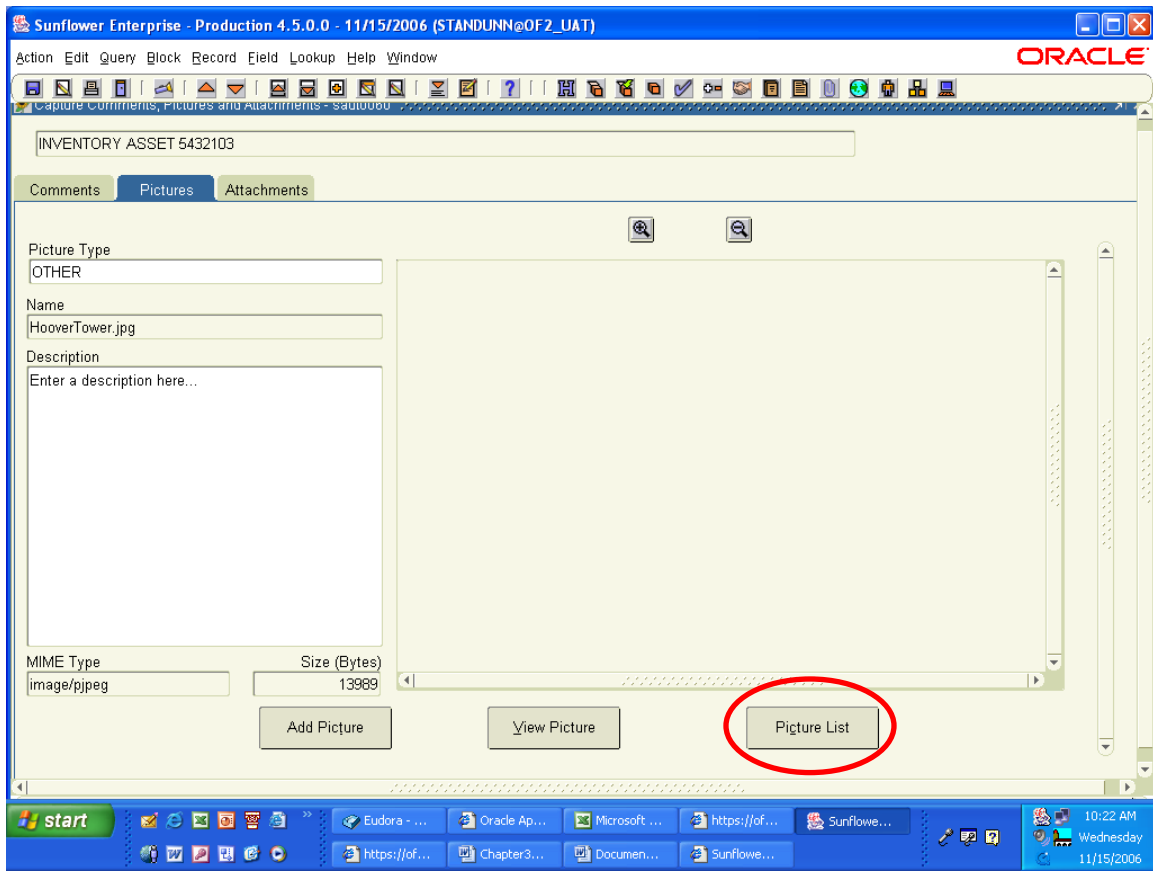 Sunflower Enterprise - Production 4.5.0.0 - 11/15/2006 (STANDUNN@OF2_UAT)
Action Edit Query Block Record Field Lookup Help Window
ORACLE
Capture Comments, Pictures and Attachments - saut0060
INVENTORY ASSET 5432103
Comments Pictures Attachments
Picture Type
OTHER
Name
HooverTower.jpg
Description
Enter a description here...
MIME Type Size (Bytes)
image/pjpeg 13989
Add Picture View Picture Picture List
start Eudora - ... Oracle Ap... Microsoft ... https://of... Sunflowe... 10:22 AM
Wednesday
https://of... Chapter3... Documen... Sunflowe... 11/15/2006